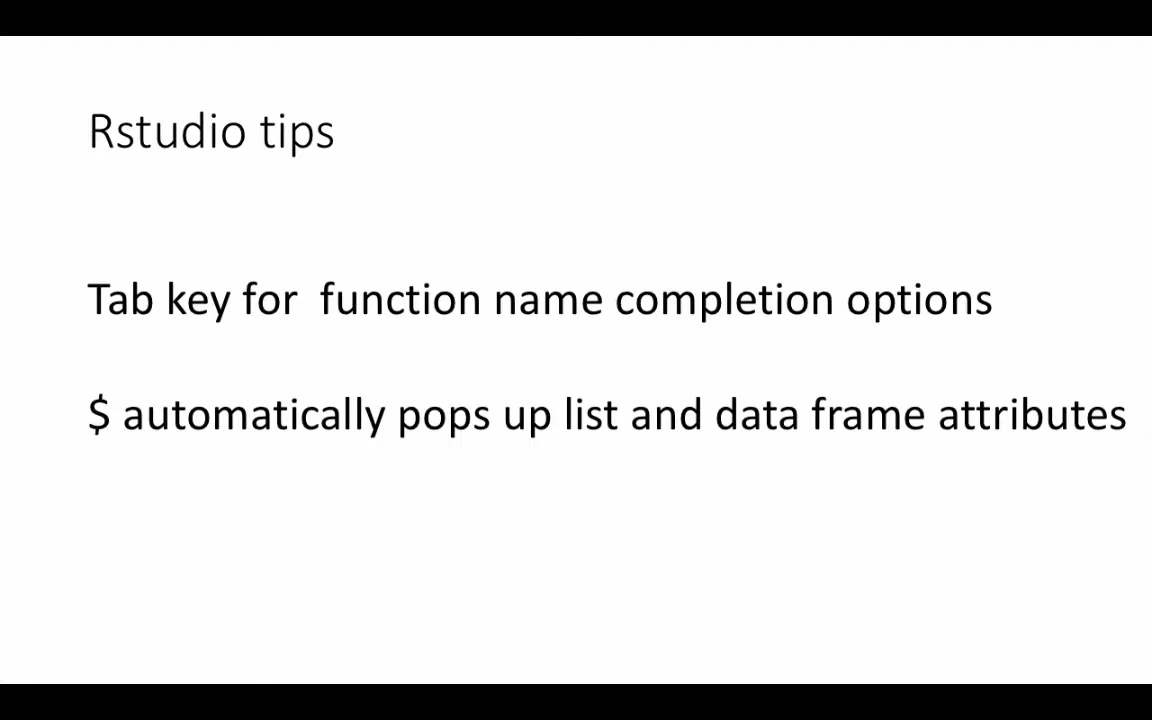 Rstudio tips
Tab key for  function name completion options
$ automatically pops up list and data frame attributes